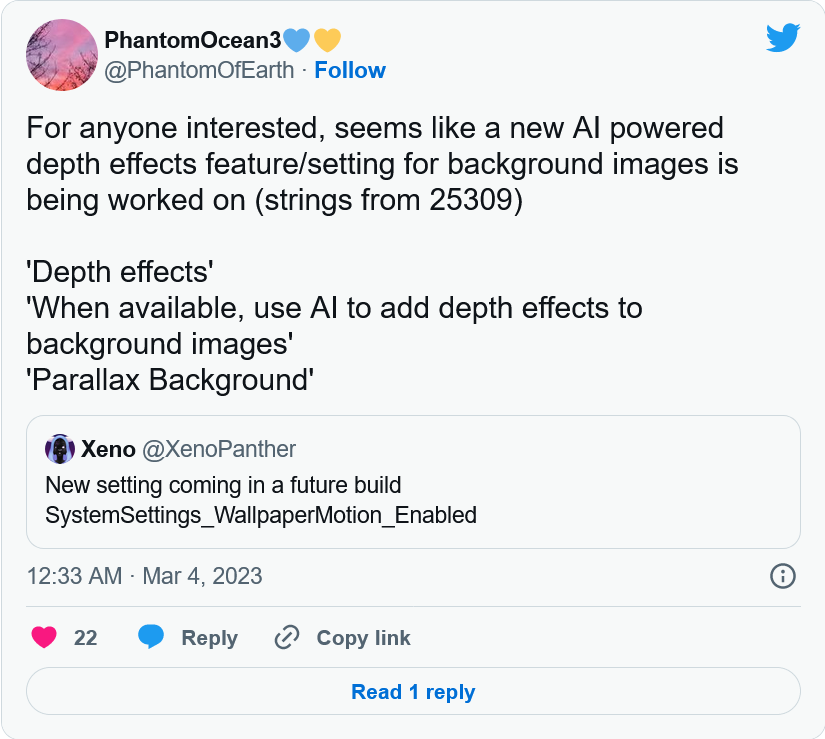 PhantomOcean3💙💛
@PhantomOfEarth · Follow
For anyone interested, seems like a new AI powered
depth effects feature/setting for background images is
being worked on (strings from 25309)
'Depth effects'
'When available, use AI to add depth effects to
background images'
'Parallax Background'
Xeno @XenoPanther
New setting coming in a future build
SystemSettings_WallpaperMotion_Enabled
12:33 AM · Mar 4, 2023
22 Reply Copy link
Read 1 reply